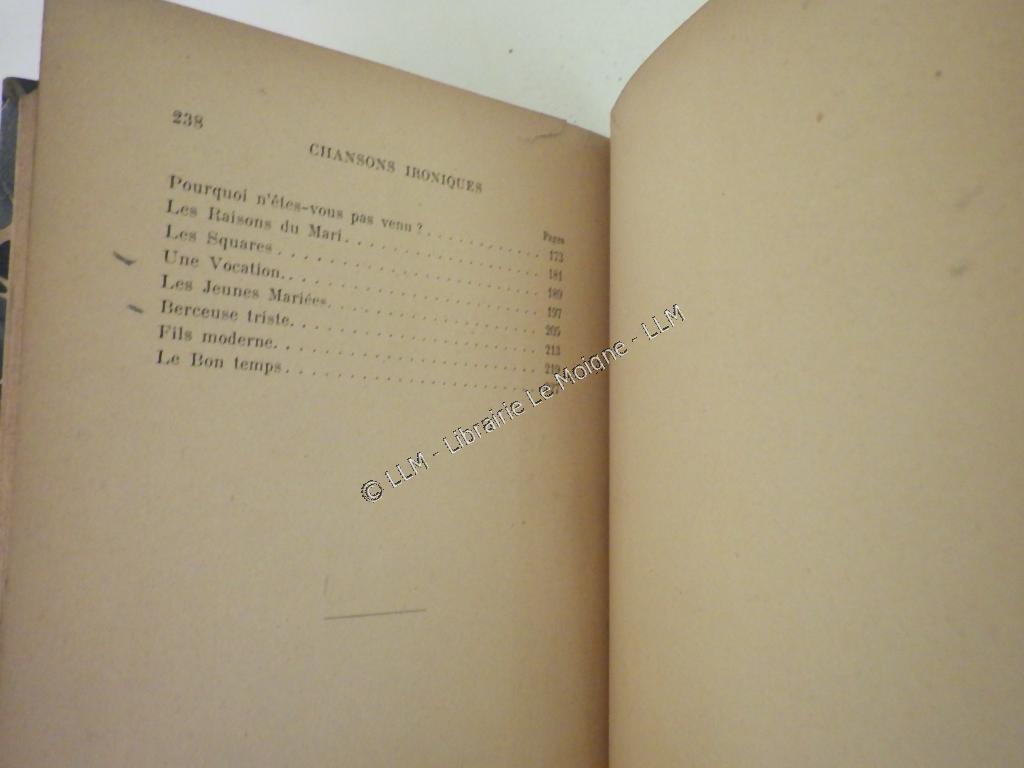 238
CHANSONS IRONIQUES
Pages
Pourquoi n'êtes-vous pas venu ? . . . . . . . . . . . 173
Les Raisons du Mari. . . . . . . . . . . . . . . . . . 181
Les Squares . . . . . . . . . . . . . . . . . . . . . . 189
Une Vocation. . . . . . . . . . . . . . . . . . . . . . 197
Les Jeunes Mariées. . . . . . . . . . . . . . . . . . . 205
Berceuse triste. . . . . . . . . . . . . . . . . . . . . 213
Fils moderne. . . . . . . . . . . . . . . . . . . . . . 219
Le Bon temps . . . . . . . . . . . . . . . . . . . . .
© LLM - Librairie Le Moigne - LLM